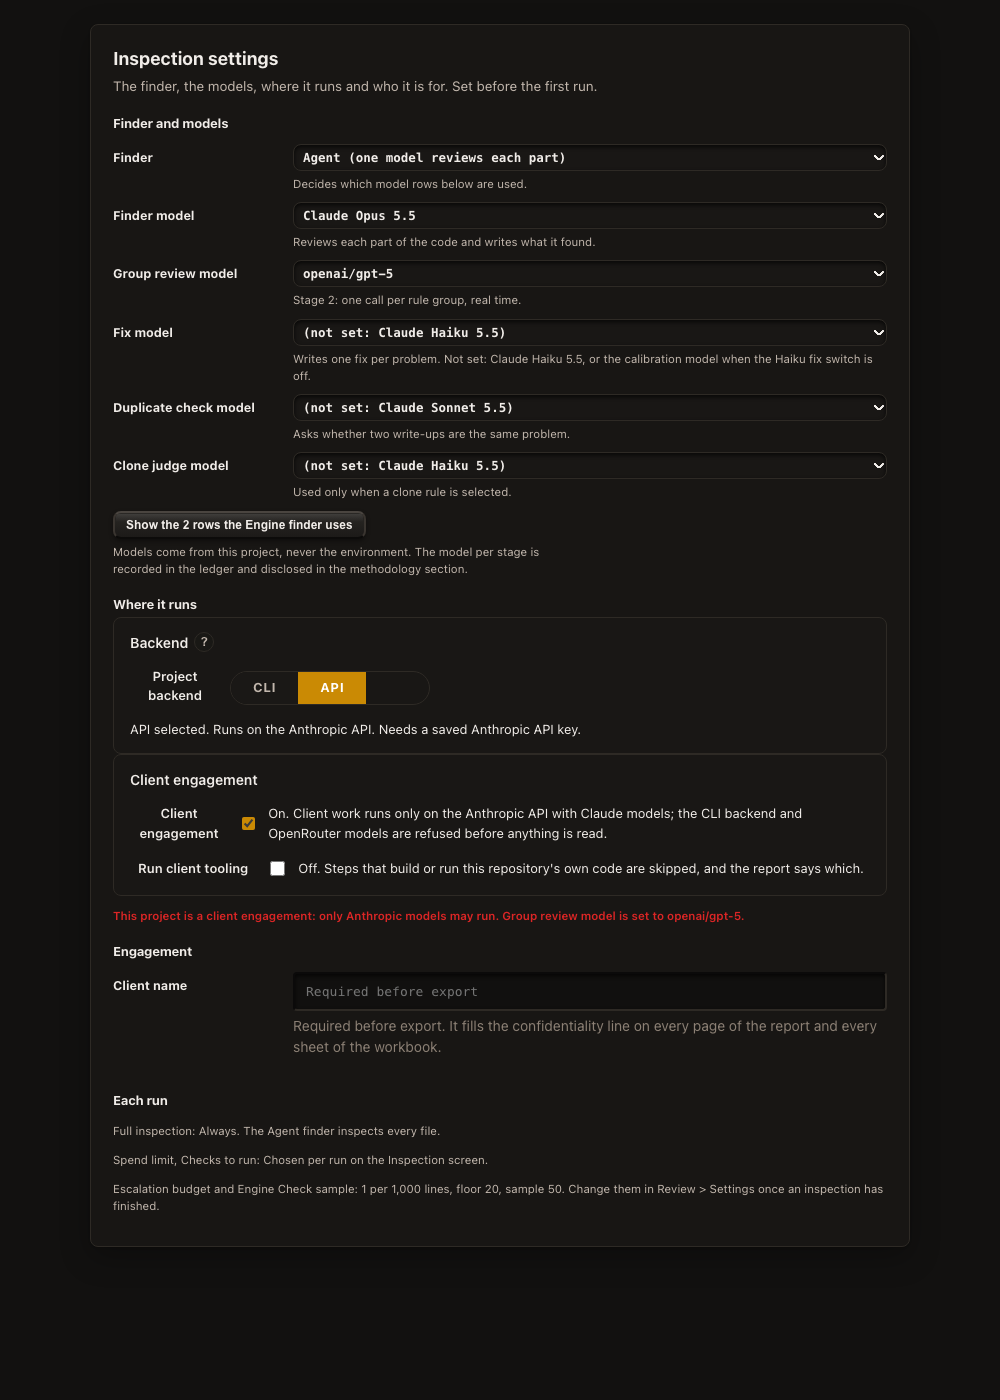 Inspection settings
The finder, the models, where it runs and who it is for. Set before the first run.
Finder and models
Finder
Agent (one model reviews each part)
Decides which model rows below are used.
Finder model
Claude Opus 5.5
Reviews each part of the code and writes what it found.
Group review model
openai/gpt-5
Stage 2: one call per rule group, real time.
Fix model
(not set: Claude Haiku 5.5)
Writes one fix per problem. Not set: Claude Haiku 5.5, or the calibration model when the Haiku fix switch is
off.
Duplicate check model
(not set: Claude Sonnet 5.5)
Asks whether two write-ups are the same problem.
Clone judge model
(not set: Claude Haiku 5.5)
Used only when a clone rule is selected.
Show the 2 rows the Engine finder uses
Models come from this project, never the environment. The model per stage is
recorded in the ledger and disclosed in the methodology section.
Where it runs
Backend ?
Project
backend
CLI API
API selected. Runs on the Anthropic API. Needs a saved Anthropic API key.
Client engagement
Client
engagement
On. Client work runs only on the Anthropic API with Claude models; the CLI backend and
OpenRouter models are refused before anything is read.
Run client tooling
Off. Steps that build or run this repository's own code are skipped, and the report says which.
This project is a client engagement: only Anthropic models may run. Group review model is set to openai/gpt-5.
Engagement
Client name
Required before export
Required before export. It fills the confidentiality line on every page of the report and every
sheet of the workbook.
Each run
Full inspection: Always. The Agent finder inspects every file.
Spend limit, Checks to run: Chosen per run on the Inspection screen.
Escalation budget and Engine Check sample: 1 per 1,000 lines, floor 20, sample 50. Change them in Review > Settings once an inspection has
finished.